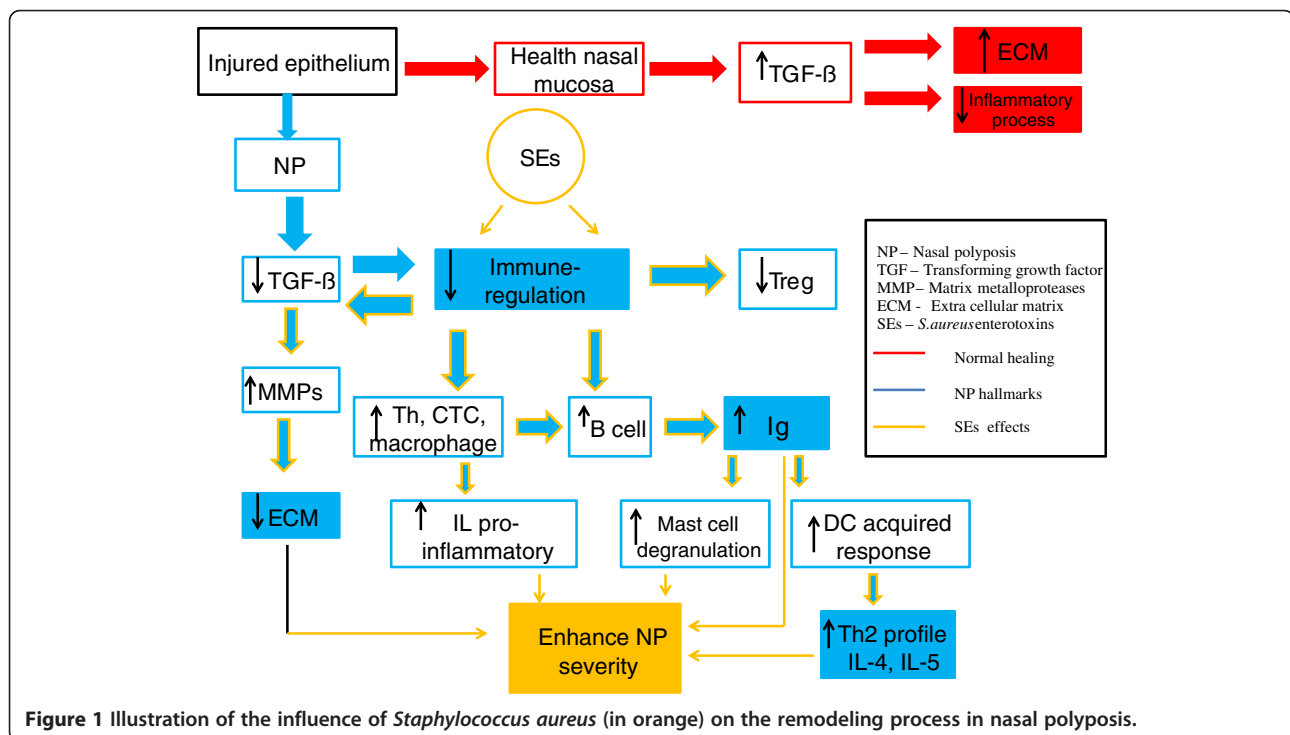 Injured epithelium
Health nasal
mucosa
↑TGF-ß
↑ ECM
↓ Inflammatory
process
NP
SEs
↓TGF-ß
↓ Immune-
regulation
↓Treg
NP – Nasal polyposis
TGF – Transforming growth factor
MMP – Matrix metalloproteases
ECM - Extra cellular matrix
SEs – S.aureusenterotoxins
Normal healing
NP hallmarks
SEs effects
↑MMPs
↑ Th, CTC,
macrophage
↑B cell
↑ Ig
↓ECM
↑ IL pro-
inflammatory
↑ Mast cell
degranulation
↑ DC acquired
response
Enhance NP
severity
↑Th2 profile
IL-4, IL-5
Figure 1 Illustration of the influence of Staphylococcus aureus (in orange) on the remodeling process in nasal polyposis.